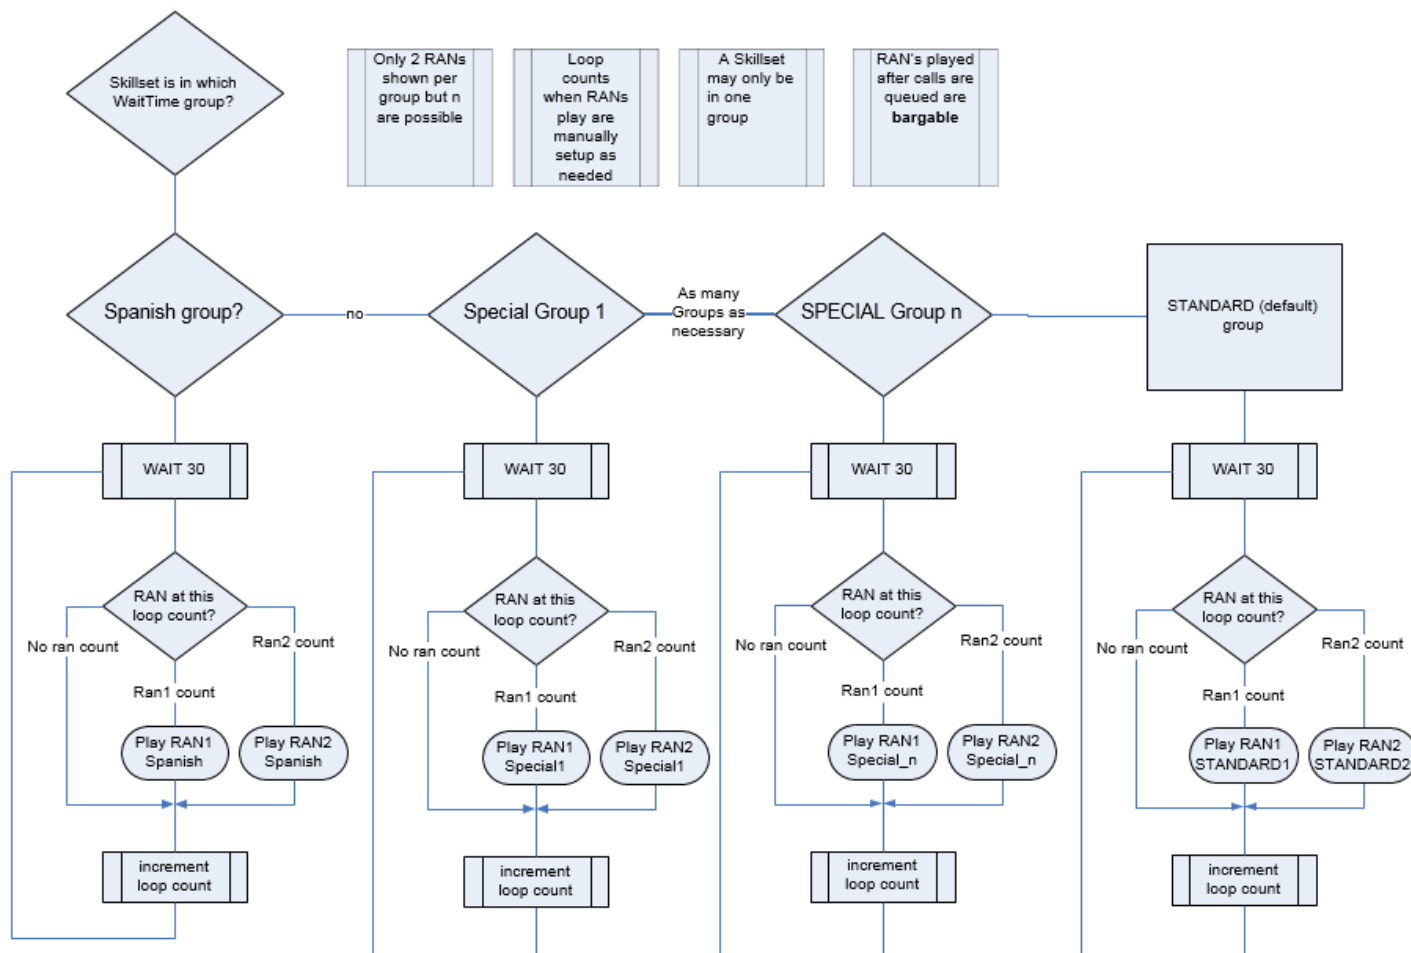 Skillset is in which
WaitTime group?
Only 2 RANs
shown per
group but n
are possible
Loop
counts
when RANs
play are
manually
setup as
needed
A Skillset
may only be
in one
group
RAN's played
after calls are
queued are
bargable
Spanish group?
no
Special Group 1
As many
Groups as
necessary
SPECIAL Group n
STANDARD (default)
group
WAIT 30
WAIT 30
WAIT 30
WAIT 30
RAN at this
loop count?
No ran count
Ran2 count
Ran1 count
Play RAN1
Spanish
Play RAN2
Spanish
increment
loop count
RAN at this
loop count?
No ran count
Ran2 count
Ran1 count
Play RAN1
Special1
Play RAN2
Special1
increment
loop count
RAN at this
loop count?
No ran count
Ran2 count
Ran1 count
Play RAN1
Special_n
Play RAN2
Special_n
increment
loop count
RAN at this
loop count?
No ran count
Ran2 count
Ran1 count
Play RAN1
STANDARD1
Play RAN2
STANDARD2
increment
loop count